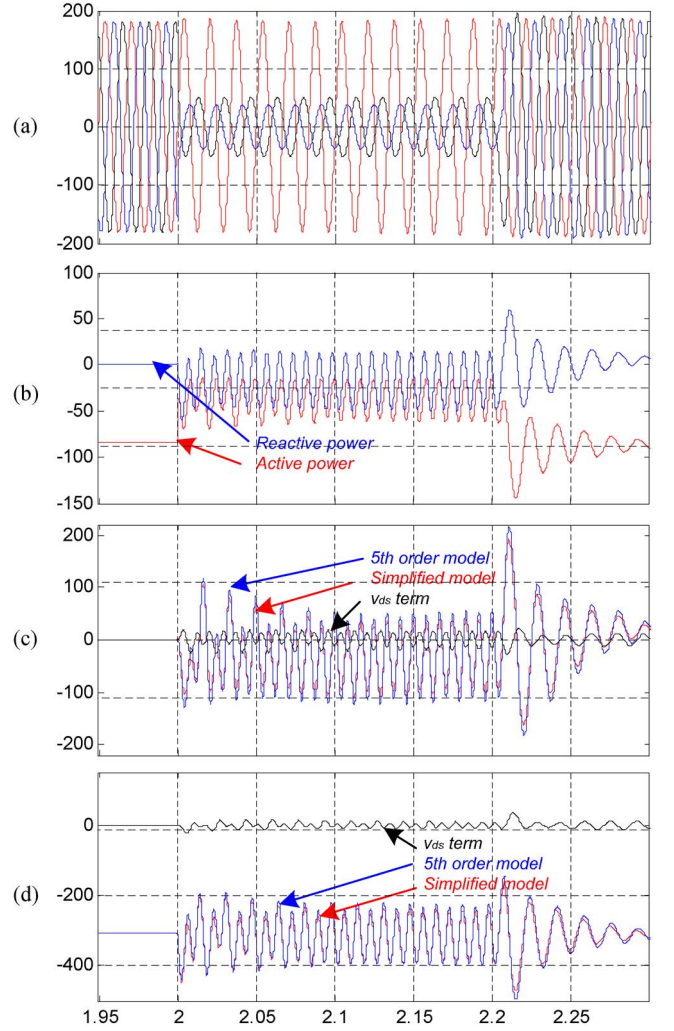 200
100
(a)
0
-100
-200
100
50
0
(b)
-50
Reactive power
-100
Active power
-150
200
5th order model
100
Simplified model
vds term
(c)
0
-100
-200
0
vds term
5th order model
Simplified model
(d)
-200
-400
1.95 2 2.05 2.1 2.15 2.2 2.25